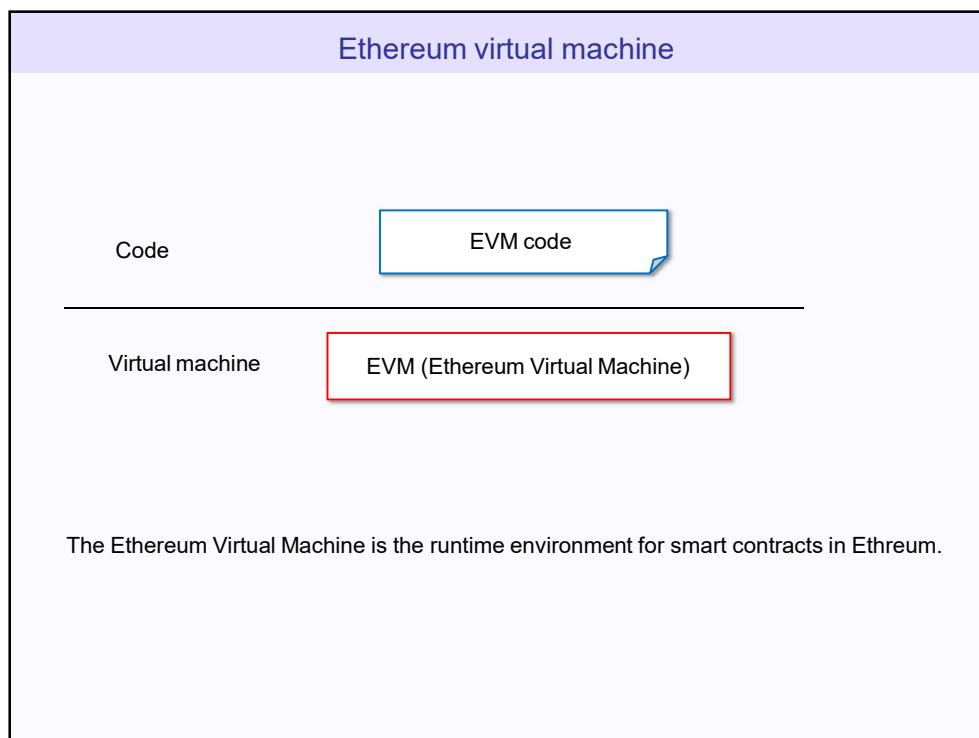 Ethereum virtual machine
Code
EVM code
Virtual machine
EVM (Ethereum Virtual Machine)
The Ethereum Virtual Machine is the runtime environment for smart contracts in Ethreum.